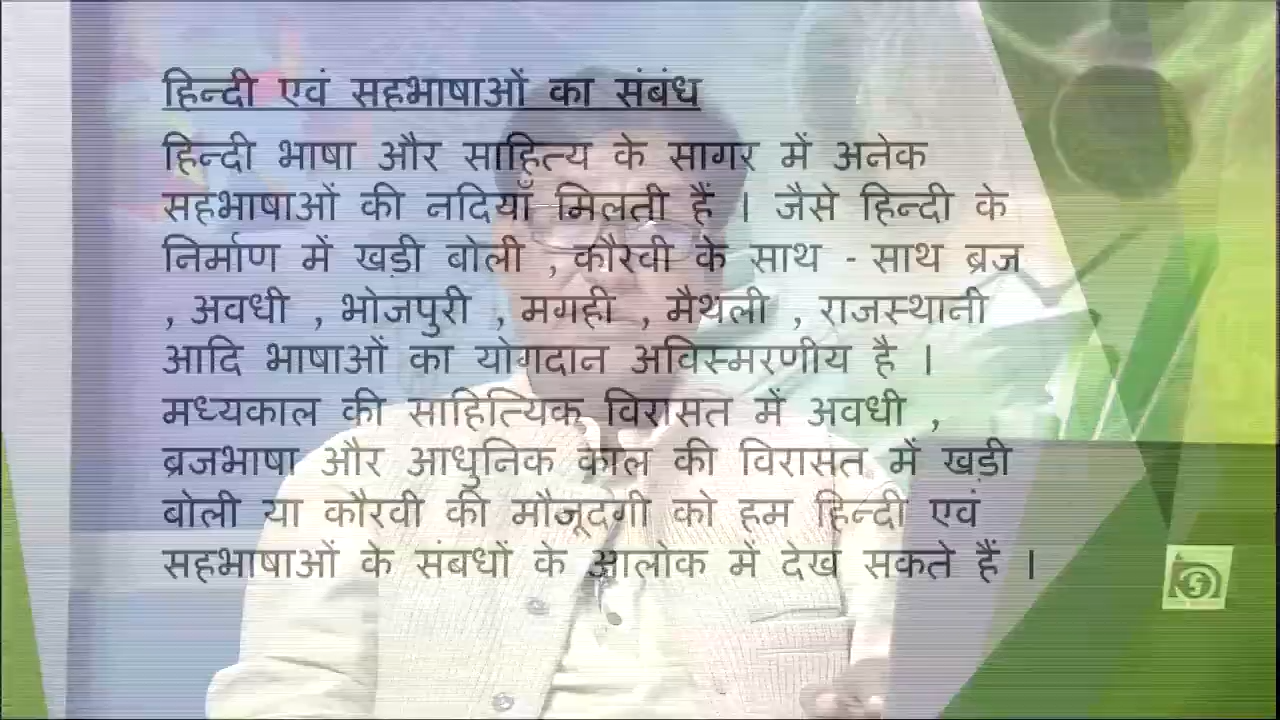 हिन्दी एवं सहभाषाओं का संबंध
हिन्दी भाषा और साहित्य के सागर में अनेक
सहभाषाओं की नदियाँ मिलती हैं । जैसे हिन्दी के
निर्माण में खड़ी बोली , कौरवी के साथ - साथ ब्रज
, अवधी , भोजपुरी , मगही , मैथली , राजस्थानी
आदि भाषाओं का योगदान अविस्मरणीय है ।
मध्यकाल की साहित्यिक विरासत में अवधी ,
ब्रजभाषा और आधुनिक काल की विरासत में खड़ी
बोली या कौरवी की मौजूदगी को हम हिन्दी एवं
सहभाषाओं के संबधों के आलोक में देख सकते हैं ।